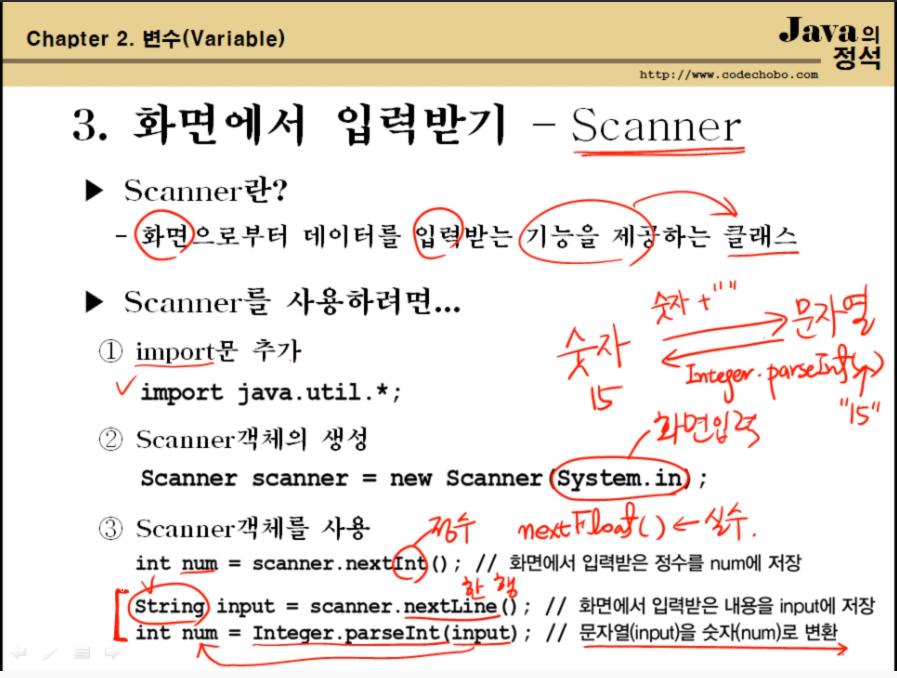 Chapter 2. 변수(Variable)
Java의
정석
http://www.codechobo.com
3. 화면에서 입력받기 – Scanner
▶ Scanner란?
- 화면으로부터 데이터를 입력받는 기능을 제공하는 클래스
▶ Scanner를 사용하려면...
숫자 + ""
숫자
문자열
15
Integer.parseInt( )
"15"
① import문 추가
import java.util.*;
화면입력
② Scanner객체의 생성
Scanner scanner = new Scanner(System.in);
③ Scanner객체를 사용
정수
nextFloat() ← 실수.
int num = scanner.nextInt(); // 화면에서 입력받은 정수를 num에 저장
한 행
String input = scanner.nextLine(); // 화면에서 입력받은 내용을 input에 저장
int num = Integer.parseInt(input); // 문자열(input)을 숫자(num)로 변환